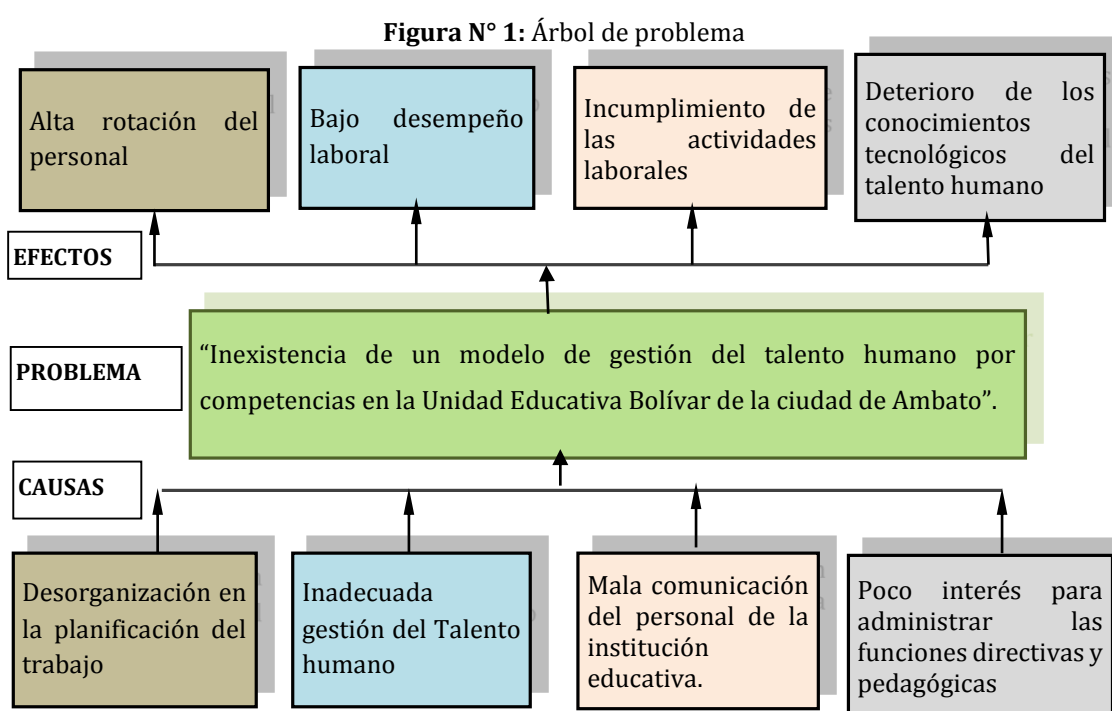 Figura N° 1: Árbol de problema
Alta rotación del
personal
Bajo desempeño
laboral
Incumplimiento de
las actividades
laborales
Deterioro de los
conocimientos
tecnológicos del
talento humano
EFECTOS
PROBLEMA
“Inexistencia de un modelo de gestión del talento humano por
competencias en la Unidad Educativa Bolívar de la ciudad de Ambato”.
CAUSAS
Desorganización en
la planificación del
trabajo
Inadecuada
gestión del Talento
humano
Mala comunicación
del personal de la
institución
educativa.
Poco interés para
administrar las
funciones directivas y
pedagógicas